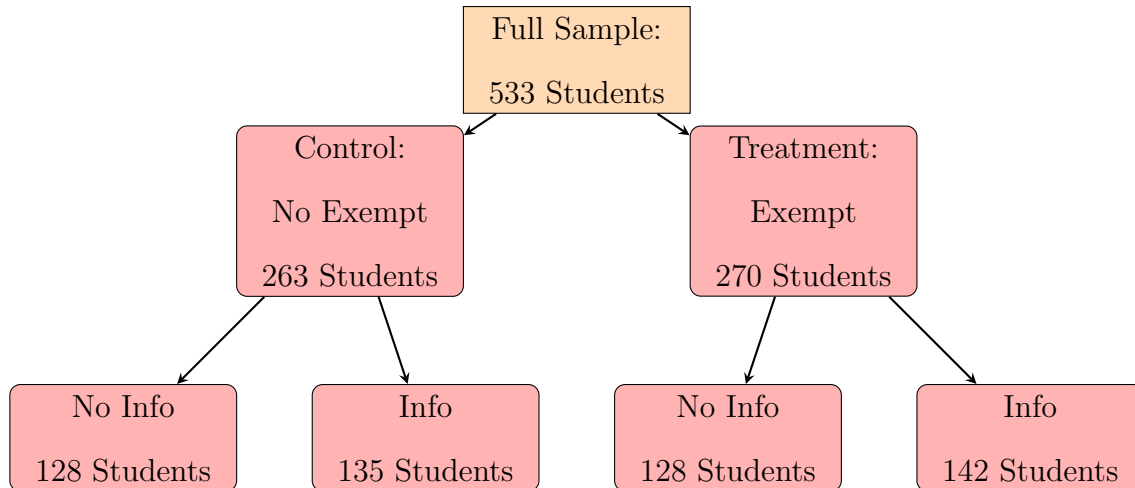 Full Sample:
533 Students
Control:
No Exempt
263 Students
Treatment:
Exempt
270 Students
No Info
128 Students
Info
135 Students
No Info
128 Students
Info
142 Students